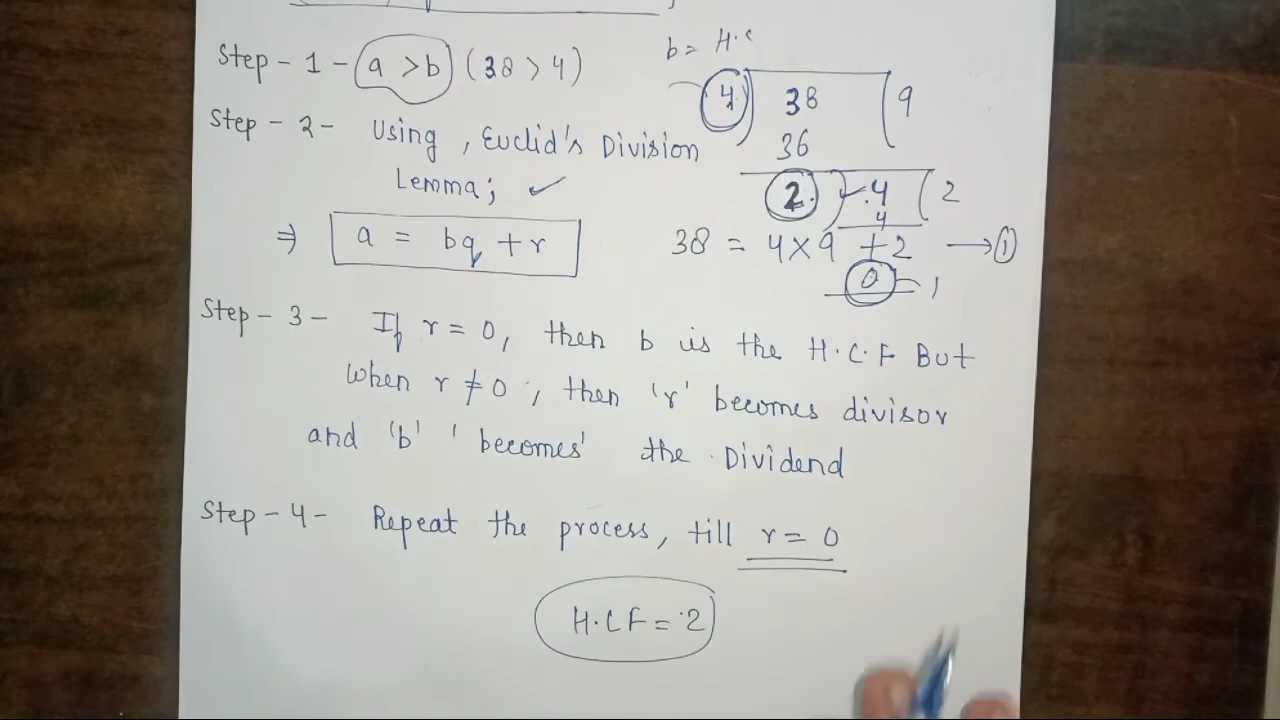 Step - 1 - a > b (38 > 4)
b = H.C
4) 38 (9
36
Step - 2 - Using, Euclid's Division
Lemma; ✓
2) 4 (2
4
⇒ a = bq + r
38 = 4 × 9 + 2 → 1
0
Step - 3 - If r = 0, then b is the H.C.F But
when r ≠ 0, then 'r' becomes divisor
and 'b' 'becomes' the Dividend
Step - 4 - Repeat the process, till r = 0
H.C.F = 2